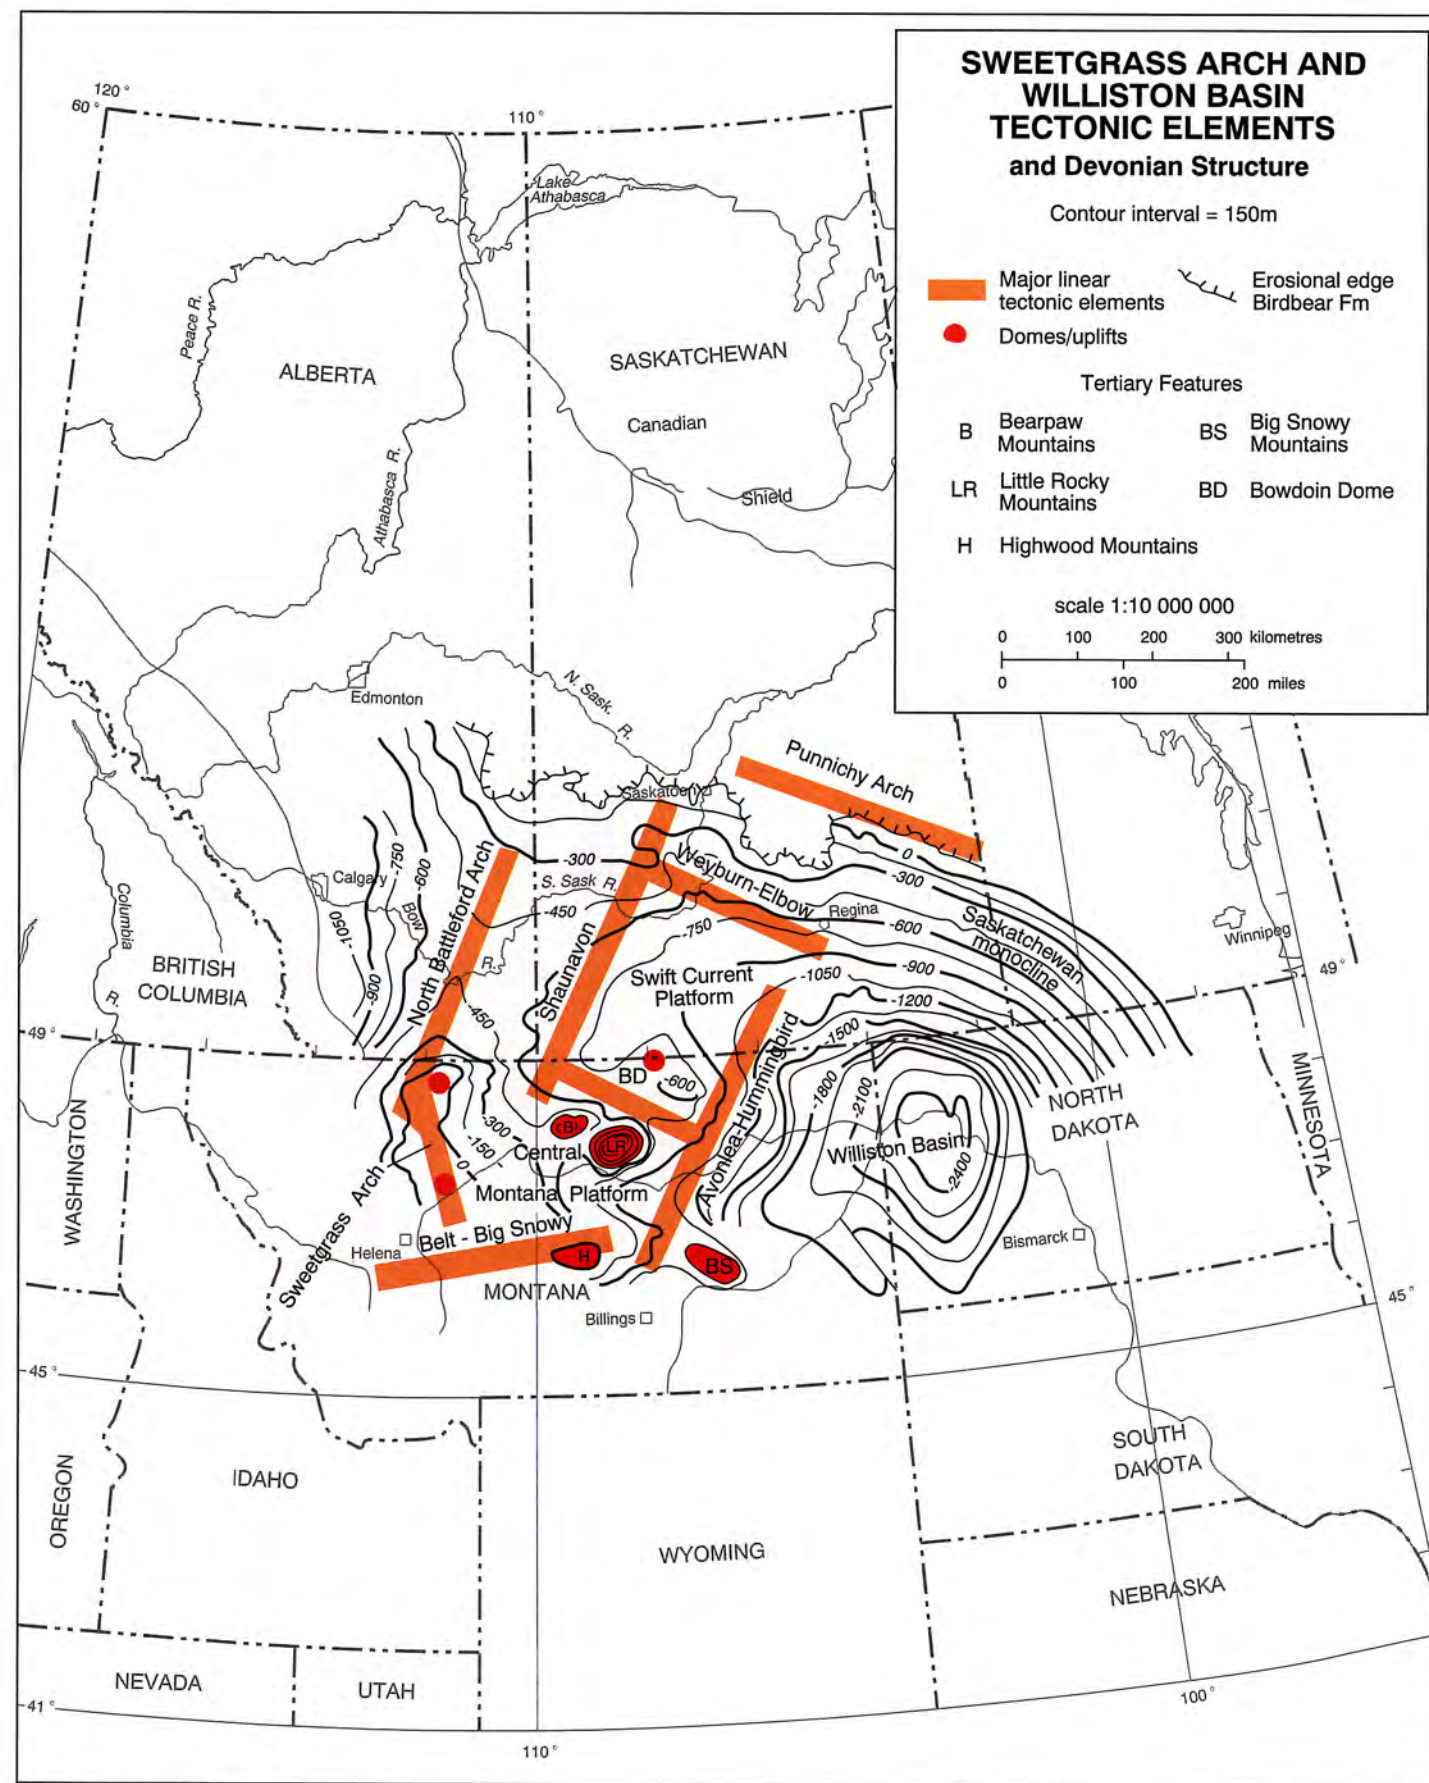 SWEETGRASS ARCH AND
WILLISTON BASIN
TECTONIC ELEMENTS
and Devonian Structure
Contour interval = 150m
Major linear
tectonic elements
Erosional edge
Birdbear Fm
Domes/uplifts
Tertiary Features
B
Bearpaw
Mountains
BS
Big Snowy
Mountains
LR
Little Rocky
Mountains
BD
Bowdoin Dome
H
Highwood Mountains
scale 1:10 000 000
0 100 200 300 kilometres
0 100 200 miles
120°
60°
110°
Lake
Athabasca
Peace R.
ALBERTA
SASKATCHEWAN
Canadian
Shield
Athabasca R.
Edmonton
N. Sask. R.
Punnichy Arch
Saskatoon
0
-300
-300
Weyburn-Elbow
-750
-600
Calgary
S. Sask R.
-450
North Battleford Arch
Bow
R.
Columbia
R.
-1050
-900
BRITISH
COLUMBIA
Regina
-600
Saskatchewan
monocline
Winnipeg
-750
Shaunavon
Swift Current
Platform
-1050
-900
-1200
49°
49°
-450
-1500
BD
-600
Avonlea-Hummingbird
-1800
-2100
NORTH
DAKOTA
MINNESOTA
WASHINGTON
-300
-150
0
B
LR
Central
Montana Platform
Williston Basin
-2400
Sweetgrass Arch
Helena
Belt - Big Snowy
H
BS
MONTANA
Billings
Bismarck
45°
45°
OREGON
IDAHO
WYOMING
SOUTH
DAKOTA
NEBRASKA
NEVADA
UTAH
41°
110°
100°